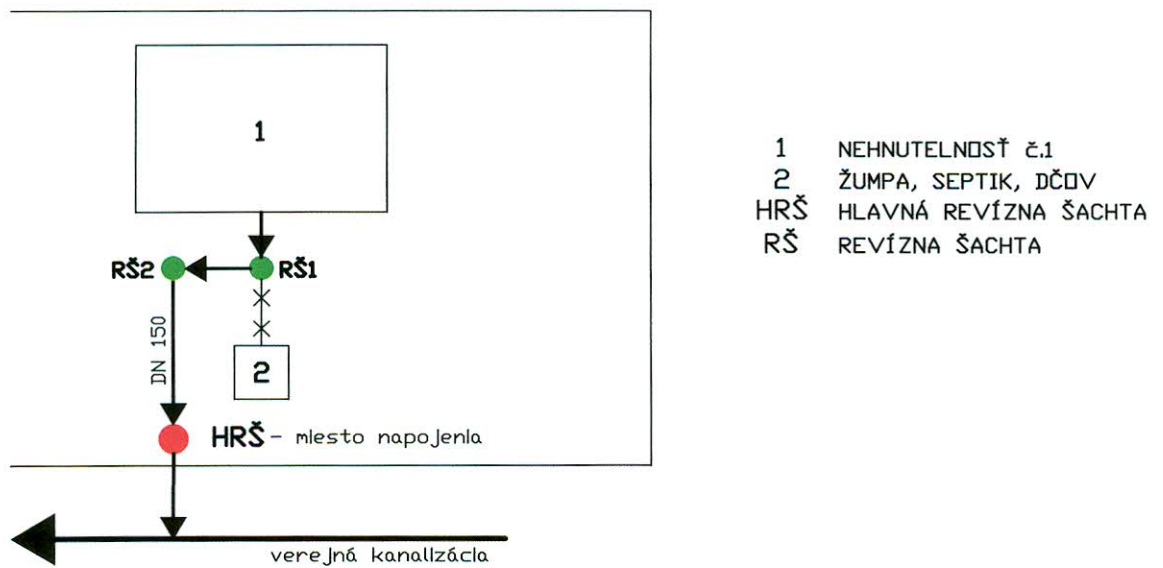 1
RŠ2
RŠ1
DN 150
2
HRŠ - miesto napojenia
verejná kanalizácia
1 NEHNUTELNOSŤ č.1
2 ŽUMPA, SEPTIK, DČOV
HRŠ HLAVNÁ REVÍZNA ŠACHTA
RŠ REVÍZNA ŠACHTA